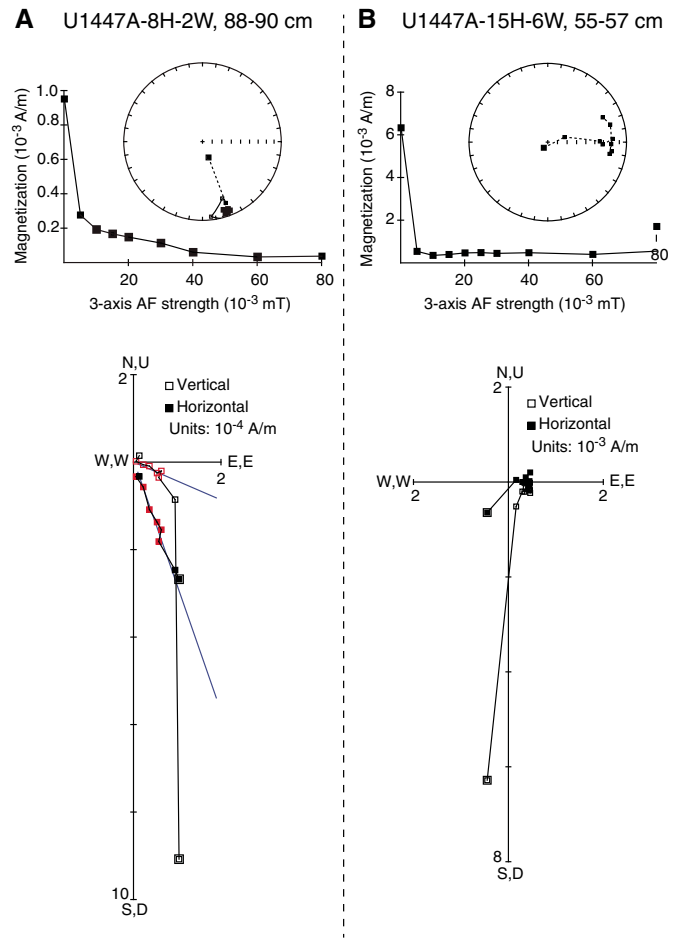 A U1447A-8H-2W, 88-90 cm
Magnetization (10-3 A/m)
1.0
0.8
0.6
0.4
0.2
20 40 60 80
3-axis AF strength (10-3 mT)
N,U
2
Vertical
Horizontal
Units: 10-4 A/m
W,W E,E
2
10
S,D
B U1447A-15H-6W, 55-57 cm
Magnetization (10-3 A/m)
8
6
4
2
20 40 60 80
3-axis AF strength (10-3 mT)
N,U
2
Vertical
Horizontal
Units: 10-3 A/m
W,W E,E
2 2
8
S,D